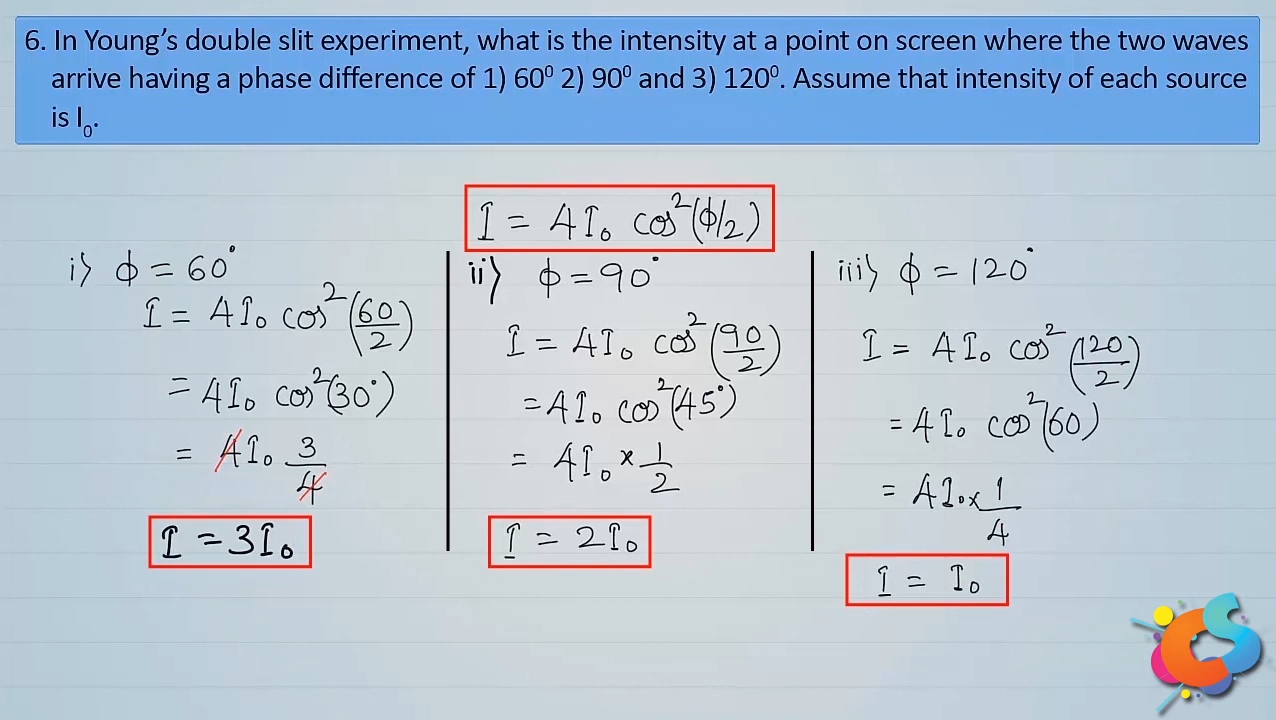 6. In Young’s double slit experiment, what is the intensity at a point on screen where the two waves
arrive having a phase difference of 1) 60⁰ 2) 90⁰ and 3) 120⁰. Assume that intensity of each source
is I₀.
I = 4I₀ cos²(ϕ/2)
i) ϕ = 60°
I = 4I₀ cos²(60/2)
= 4I₀ cos²(30°)
= 4I₀ 3/4
I = 3I₀
ii) ϕ = 90°
I = 4I₀ cos²(90/2)
= 4I₀ cos²(45°)
= 4I₀ × 1/2
I = 2I₀
iii) ϕ = 120°
I = 4I₀ cos²(120/2)
= 4I₀ cos²(60)
= 4I₀ × 1/4
I = I₀
CS